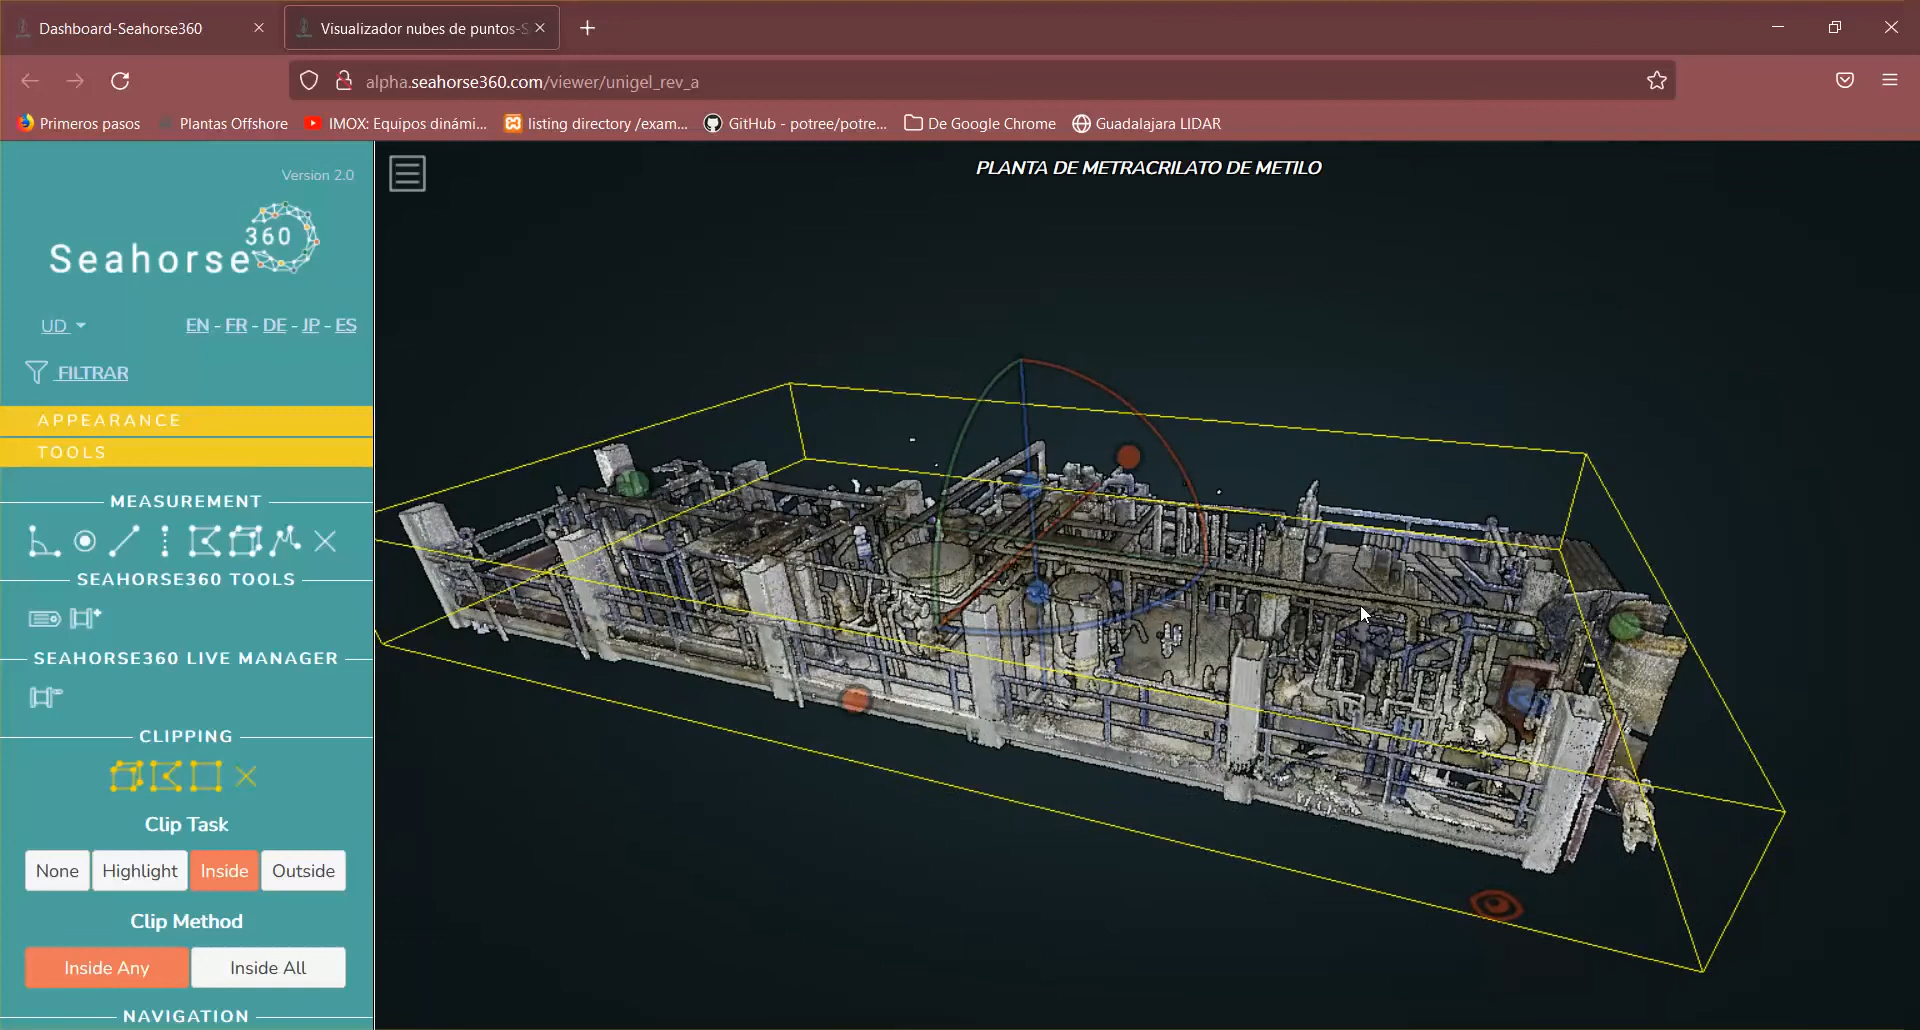 Dashboard-Seahorse360
Visualizador nubes de puntos-S
alpha.seahorse360.com/viewer/unigel_rev_a
Primeros pasos
Plantas Offshore
IMOX: Equipos dinámi...
listing directory /exam...
GitHub - potree/potre...
De Google Chrome
Guadalajara LIDAR
Version 2.0
360
Seahorse
UD
EN - FR - DE - JP - ES
FILTRAR
APPEARANCE
TOOLS
MEASUREMENT
SEAHORSE360 TOOLS
SEAHORSE360 LIVE MANAGER
CLIPPING
Clip Task
None Highlight Inside Outside
Clip Method
Inside Any Inside All
NAVIGATION
PLANTA DE METRACRILATO DE METILO